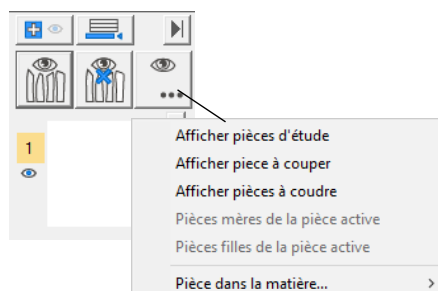 1
Afficher pièces d'étude
Afficher piece à couper
Afficher pièces à coudre
Pièces mères de la pièce active
Pièces filles de la pièce active
Pièce dans la matière...